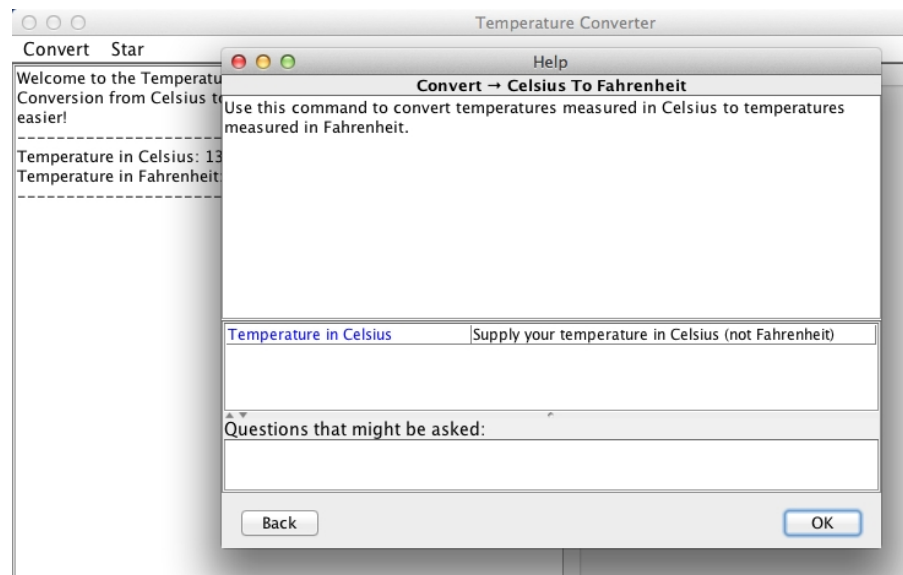 Temperature Converter
Convert Star
Welcome to the
Conversion from Celsius
easier!
----------------------
Temperature in Celsius: 13
Temperature in Fahrenheit
----------------------
Help
Convert → Celsius To Fahrenheit
Use this command to convert temperatures measured in Celsius to temperatures
measured in Fahrenheit.
Temperature in Celsius Supply your temperature in Celsius (not Fahrenheit)
Questions that might be asked:
Back OK